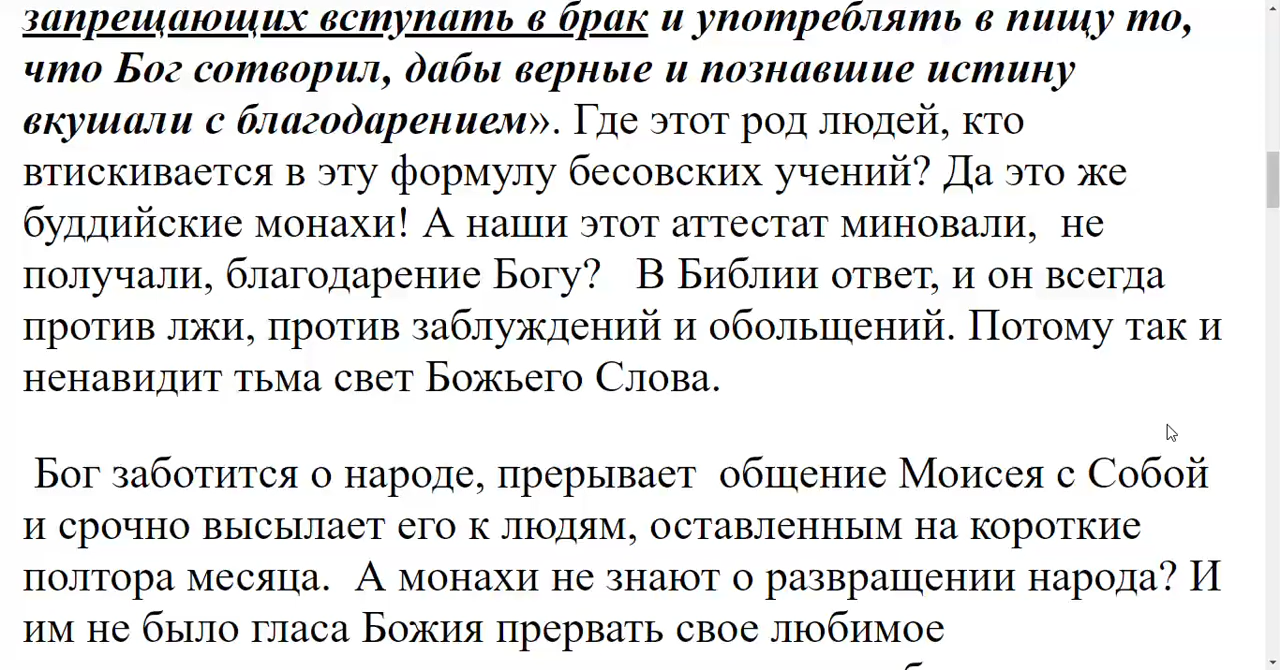 запрещающих вступать в брак и употреблять в пищу то,
что Бог сотворил, дабы верные и познавшие истину
вкушали с благодарением». Где этот род людей, кто
втискивается в эту формулу бесовских учений? Да это же
буддийские монахи! А наши этот аттестат миновали,  не
получали, благодарение Богу?   В Библии ответ, и он всегда
против лжи, против заблуждений и обольщений. Потому так и
ненавидит тьма свет Божьего Слова.
Бог заботится о народе, прерывает  общение Моисея с Собой
и срочно высылает его к людям, оставленным на короткие
полтора месяца.  А монахи не знают о развращении народа? И
им не было гласа Божия прервать свое любимое